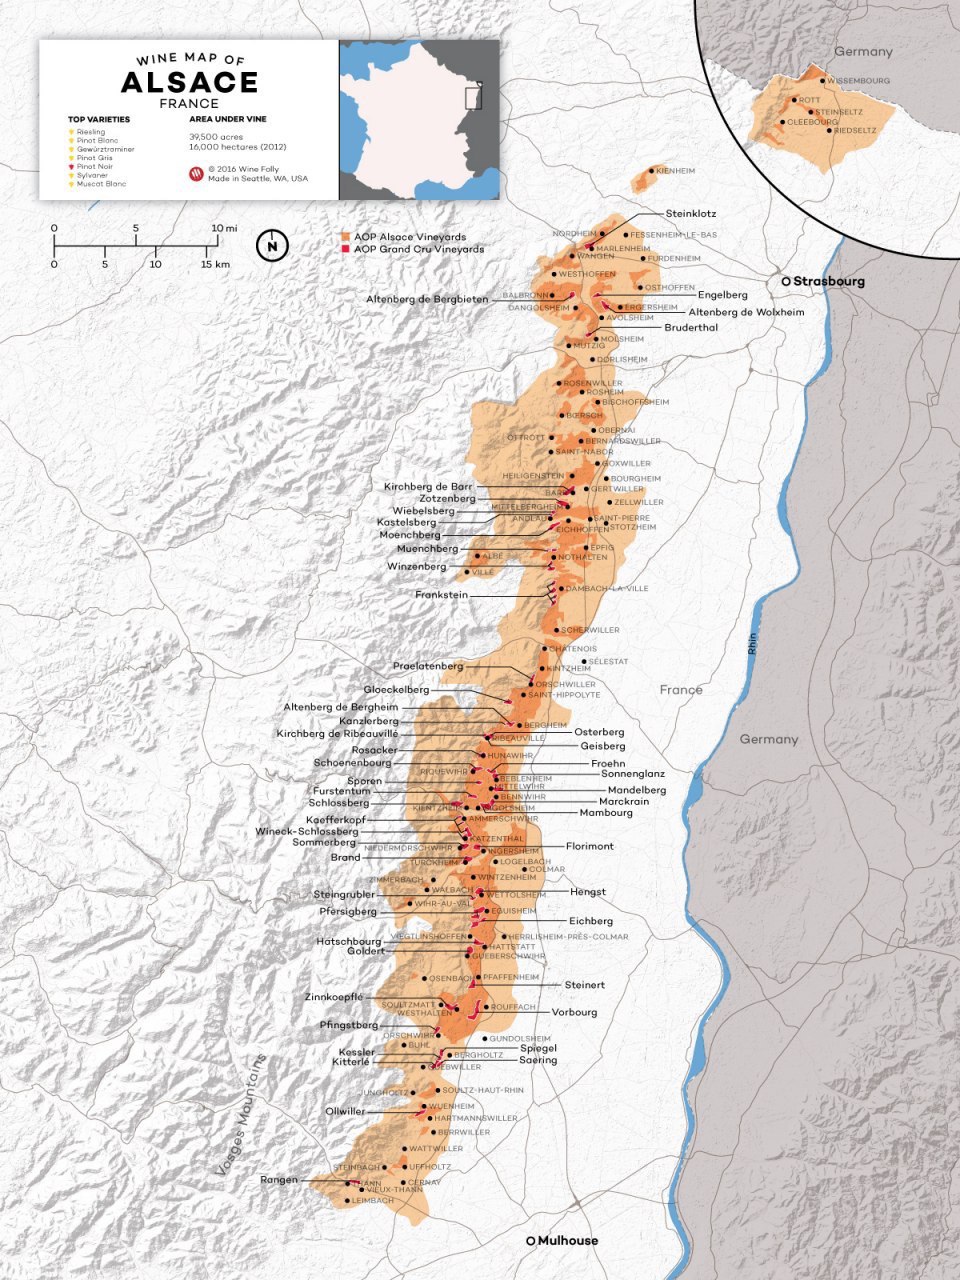 WINE MAP OF
ALSACE
FRANCE
TOP VARIETIES
Riesling
Pinot Blanc
Gewürztraminer
Pinot Gris
Pinot Noir
Sylvaner
Muscat Blanc
AREA UNDER VINE
39,500 acres
16,000 hectares (2012)
© 2016 Wine Folly
Made in Seattle, WA, USA
0 5 10 mi
0 5 10 15 km
N
AOP Alsace Vineyards
AOP Grand Cru Vineyards
Germany
WISSEMBOURG
ROTT
STEINSELTZ
CLEEBOURG
RIEDSELTZ
KIENHEIM
Steinklotz
NORDHEIM
FESSENHEIM-LE-BAS
MARLENHEIM
WANGEN
FURDENHEIM
WESTHOFFEN
Strasbourg
OSTHOFFEN
BALBRONN
Engelberg
Altenberg de Bergbieten
DANGOLSHEIM
ERGERSHEIM
Altenberg de Wolxheim
AVOLSHEIM
Bruderthal
MOLSHEIM
MUTZIG
DORLISHEIM
ROSENWILLER
ROSHEIM
BISCHOFFSHEIM
BŒRSCH
OBERNAI
OTTROTT
BERNARDSWILLER
SAINT-NABOR
GOXWILLER
HEILIGENSTEIN
BOURGHEIM
Kirchberg de Barr
BARR
GERTWILLER
Zotzenberg
ZELLWILLER
MITTELBERGHEIM
Wiebelsberg
ANDLAU
SAINT-PIERRE
Kastelsberg
EICHHOFFEN
STOTZHEIM
Moenchberg
Muenchberg
EPFIG
ALBÉ
NOTHALTEN
Winzenberg
VILLÉ
DAMBACH-LA-VILLE
Frankstein
SCHERWILLER
Rhin
CHATENOIS
SÉLESTAT
Praelatenberg
KINTZHEIM
ORSCHWILLER
Gloeckelberg
France
SAINT-HIPPOLYTE
Altenberg de Bergheim
Kanzlerberg
BERGHEIM
Kirchberg de Ribeauvillé
Osterberg
RIBEAUVILLÉ
Germany
Geisberg
Rosacker
HUNAWIHR
Schoenenbourg
Froehn
RIQUEWIHR
Sonnenglanz
BEBLENHEIM
Sporen
MITTELWIHR
Mandelberg
Furstentum
BENNWIHR
Marckrain
Schlossberg
KIENTZHEIM
SIGOLSHEIM
Mambourg
Kaefferkopf
AMMERSCHWIHR
Wineck-Schlossberg
KATZENTHAL
Sommerberg
NIEDERMORSCHWIHR
Florimont
INGERSHEIM
Brand
TURCKHEIM
LOGELBACH
COLMAR
ZIMMERBACH
WINTZENHEIM
WALBACH
Hengst
Steingrubler
WETTOLSHEIM
WIHR-AU-VAL
Pfersigberg
EGUISHEIM
Eichberg
VŒGTLINSHOFFEN
HERRLISHEIM-PRÈS-COLMAR
Hatschbourg
HATTSTATT
Goldert
GUEBERSCHWIHR
OSENBACH
PFAFFENHEIM
Steinert
Zinnkoepflé
SOULTZMATT
ROUFFACH
WESTHALTEN
Vorbourg
Pfingstberg
ORSCHWIHR
GUNDOLSHEIM
BUHL
Spiegel
Kessler
BERGHOLTZ
Kitterlé
Saering
GUEBWILLER
JUNGHOLTZ
SOULTZ-HAUT-RHIN
WUENHEIM
Ollwiller
HARTMANNSWILLER
BERRWILLER
Vosges Mountains
WATTWILLER
STEINBACH
UFFHOLTZ
Rangen
THANN
CERNAY
VIEUX-THANN
LEIMBACH
Mulhouse